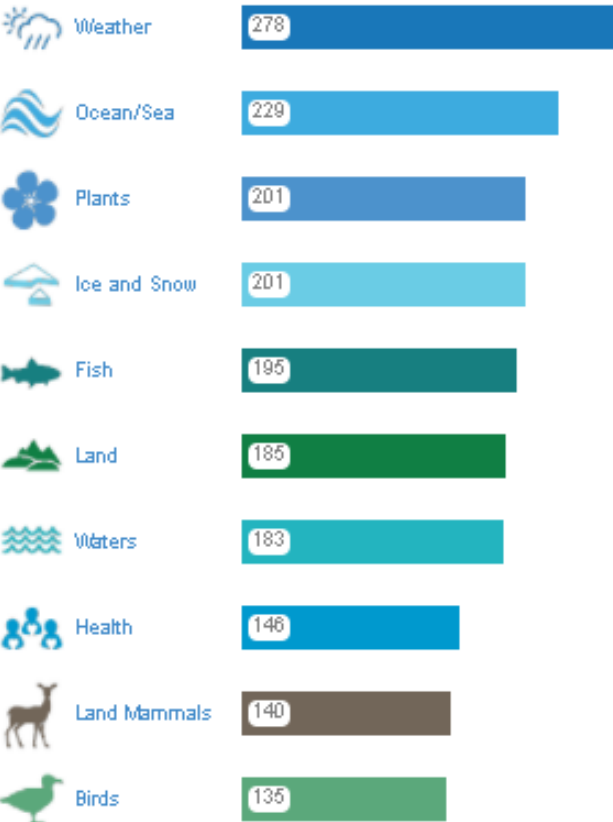 Weather 278
Ocean/Sea 229
Plants 201
Ice and Snow 201
Fish 195
Land 185
Waters 183
Health 146
Land Mammals 140
Birds 135